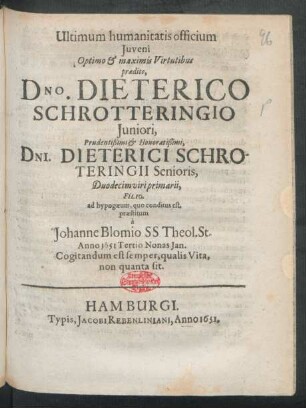 Ultimum humanitatis officium
Juveni
Optimo & maximis Virtutibus
prædito,
DNO. DIETERICO
SCHROTTERINGIO
Juniori,
Prudentissimi & Honoratissimi,
DNI. DIETERICI SCHRO-
TERINGII Senioris,
Duodecimviri primarii,
Filio,
ad hypogæum, quo conditus est,
præstitum
à
Johanne Blomio SS Theol. St.
Anno 1651 Tertio Nonas Jan.
Cogitandum est semper, qualis Vita,
non quanta sit.
HAMBURGI.
Typis, JACOBI REBENLINIANI, Anno 1651.